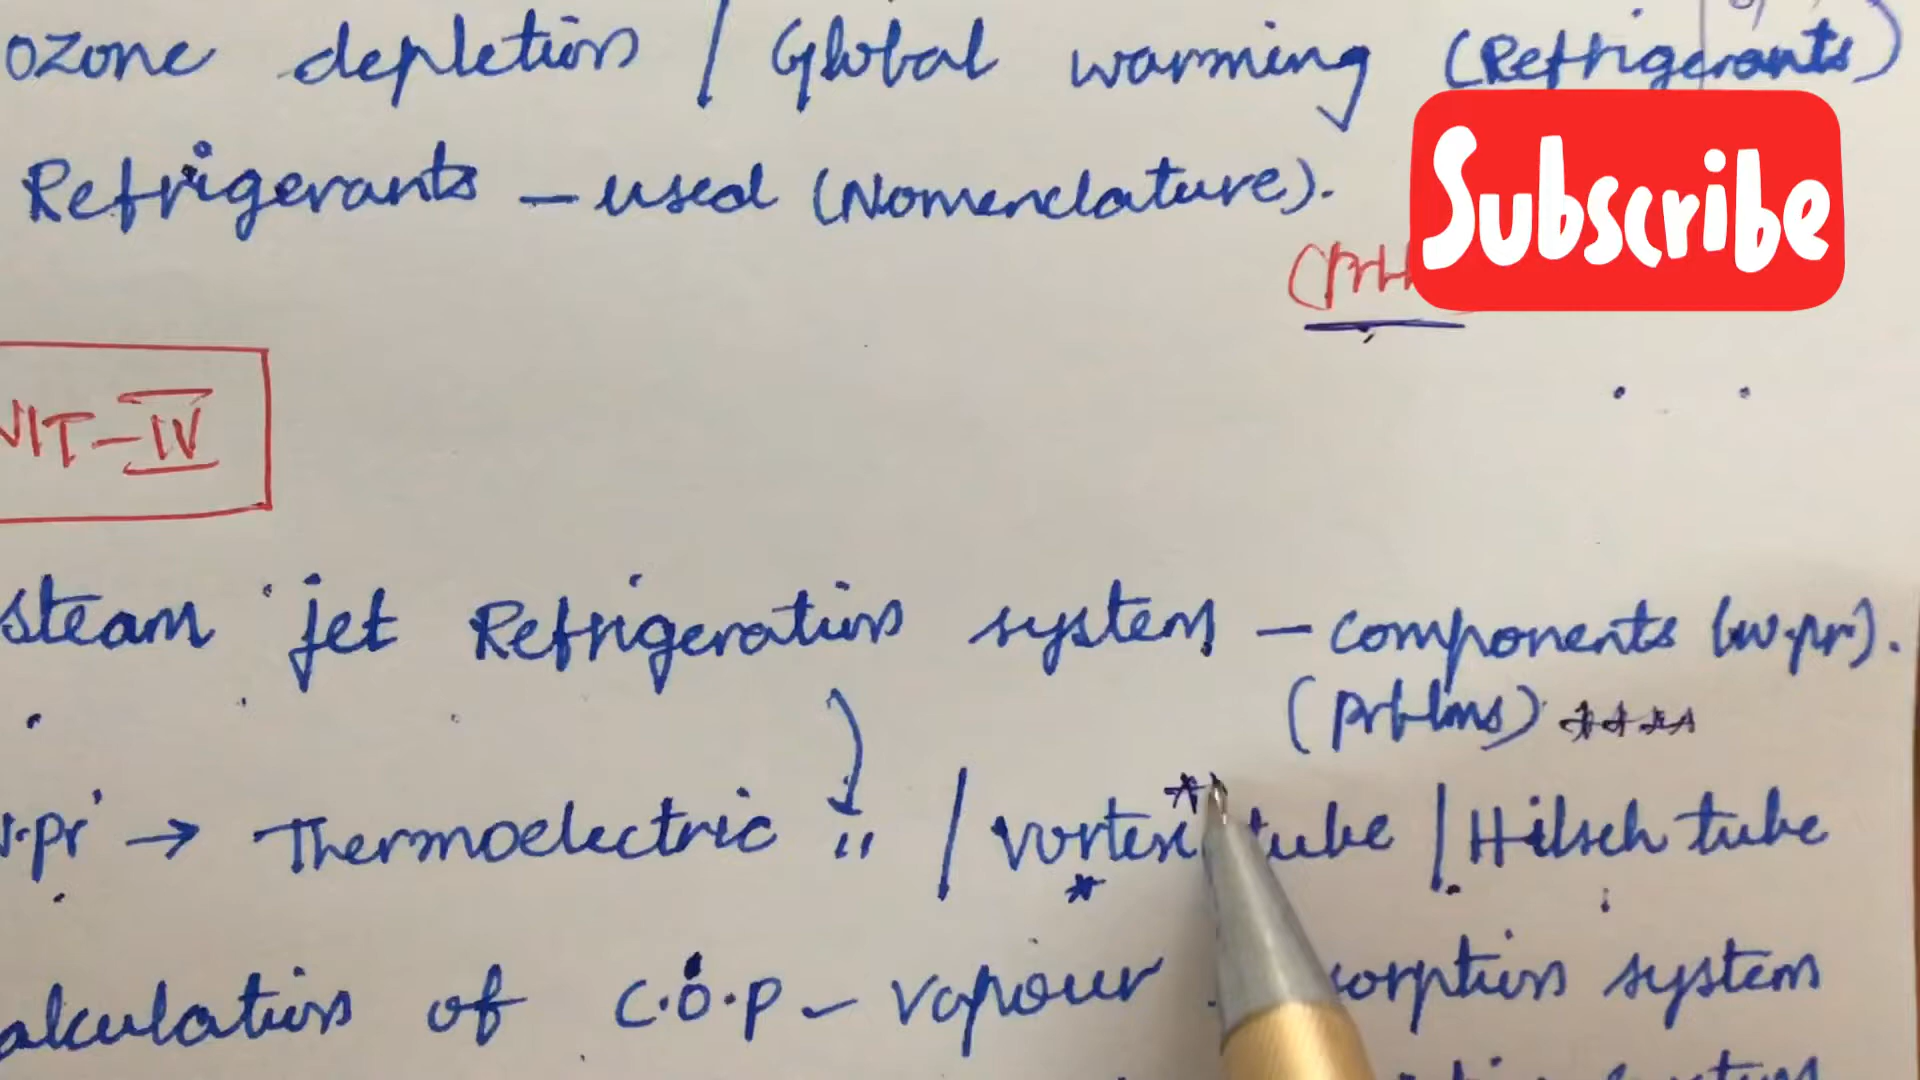 ozone depletion / Global warming (Refrigerants)
Refrigerants - used (Nomenclature).
Subscribe
NIT-IV
steam jet Refrigeration system - components (w.pr).
(Prblms) ****
.pr → Thermoelectric " / Vortex tube / Hilsch tube
alculation of C.O.P - Vapour sorption system